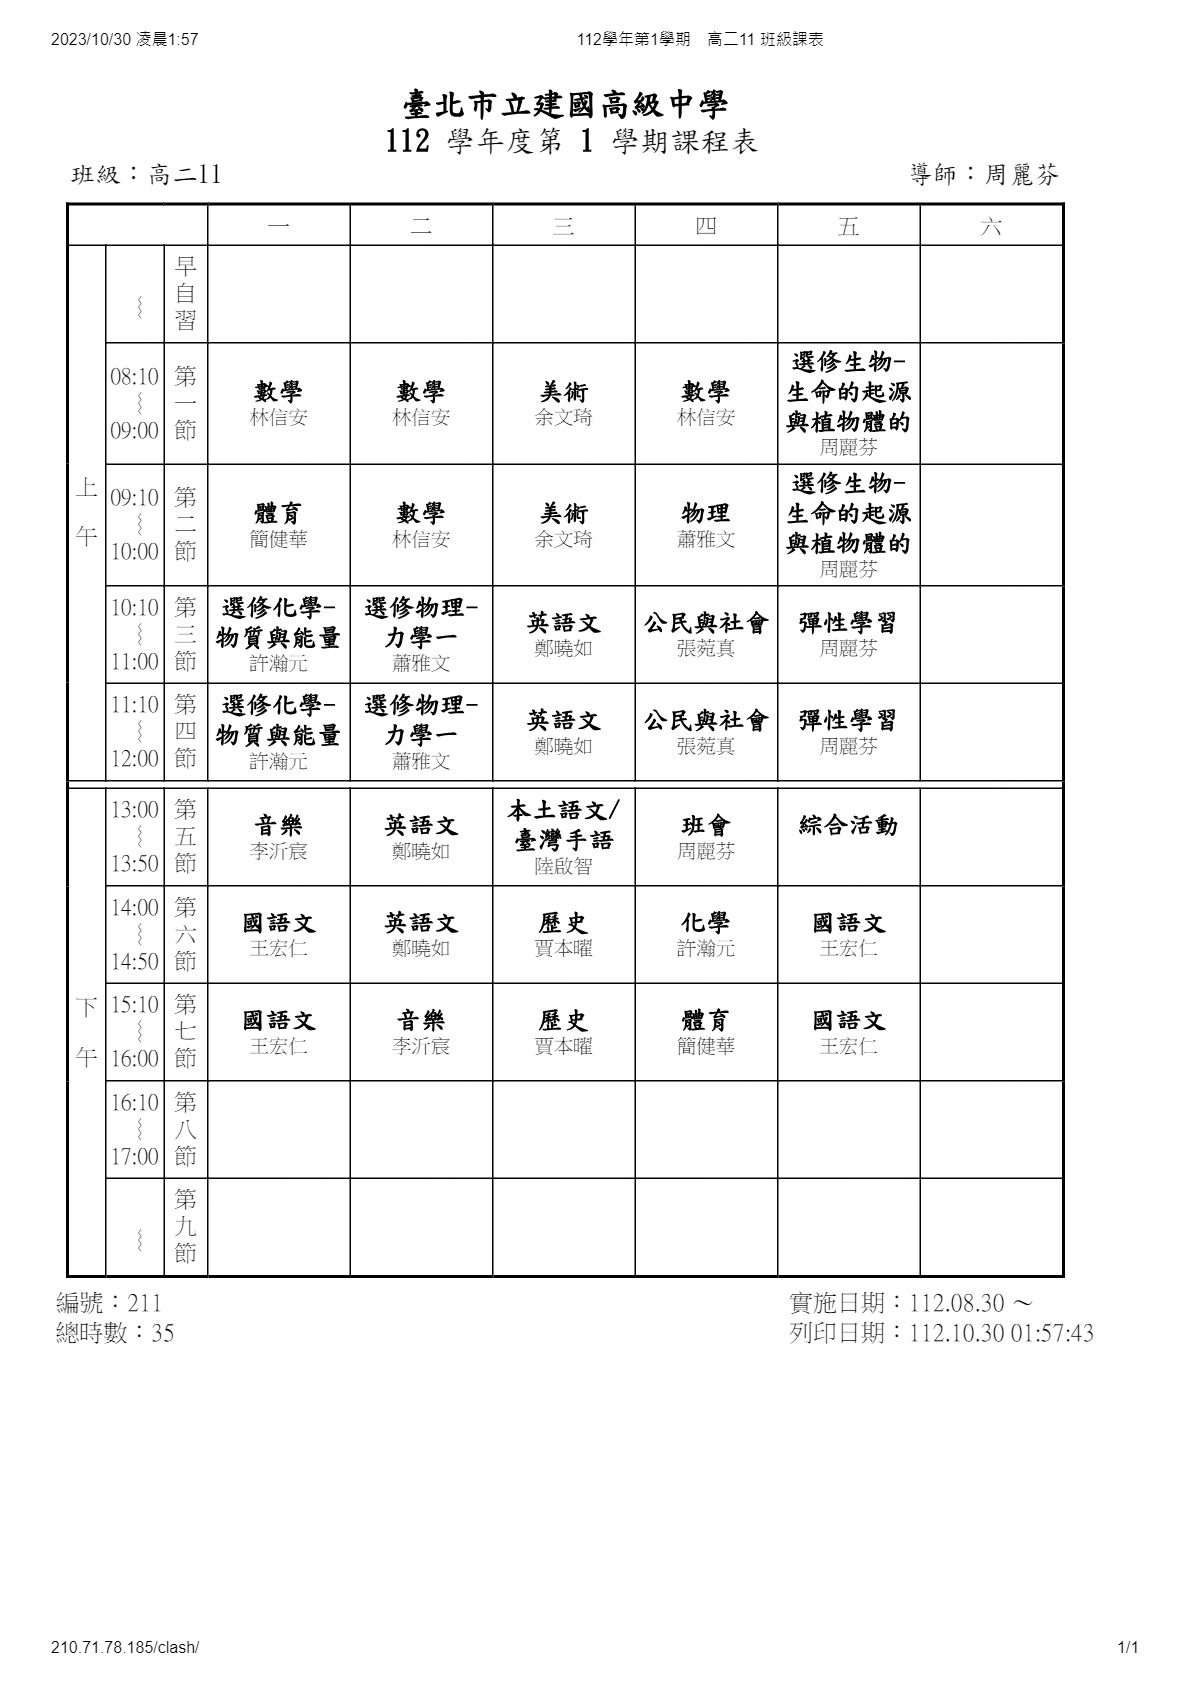 2023/10/30 凌晨1:57
112學年第1學期　高二11 班級課表
臺北市立建國高級中學
112 學年度第 1 學期課程表
班級：高二11
導師：周麗芬
一 二 三 四 五 六
上午
～
早自習
08:10
～
09:00
第一節
數學
林信安
數學
林信安
美術
余文琦
數學
林信安
選修生物-
生命的起源
與植物體的
周麗芬
09:10
～
10:00
第二節
體育
簡健華
數學
林信安
美術
余文琦
物理
蕭雅文
選修生物-
生命的起源
與植物體的
周麗芬
10:10
～
11:00
第三節
選修化學-
物質與能量
許瀚元
選修物理-
力學一
蕭雅文
英語文
鄭曉如
公民與社會
張菀真
彈性學習
周麗芬
11:10
～
12:00
第四節
選修化學-
物質與能量
許瀚元
選修物理-
力學一
蕭雅文
英語文
鄭曉如
公民與社會
張菀真
彈性學習
周麗芬
下午
13:00
～
13:50
第五節
音樂
李沂宸
英語文
鄭曉如
本土語文/
臺灣手語
陸啟智
班會
周麗芬
綜合活動
14:00
～
14:50
第六節
國語文
王宏仁
英語文
鄭曉如
歷史
賈本曜
化學
許瀚元
國語文
王宏仁
15:10
～
16:00
第七節
國語文
王宏仁
音樂
李沂宸
歷史
賈本曜
體育
簡健華
國語文
王宏仁
16:10
～
17:00
第八節
～
第九節
編號：211
總時數：35
實施日期：112.08.30 ～
列印日期：112.10.30 01:57:43
210.71.78.185/clash/
1/1